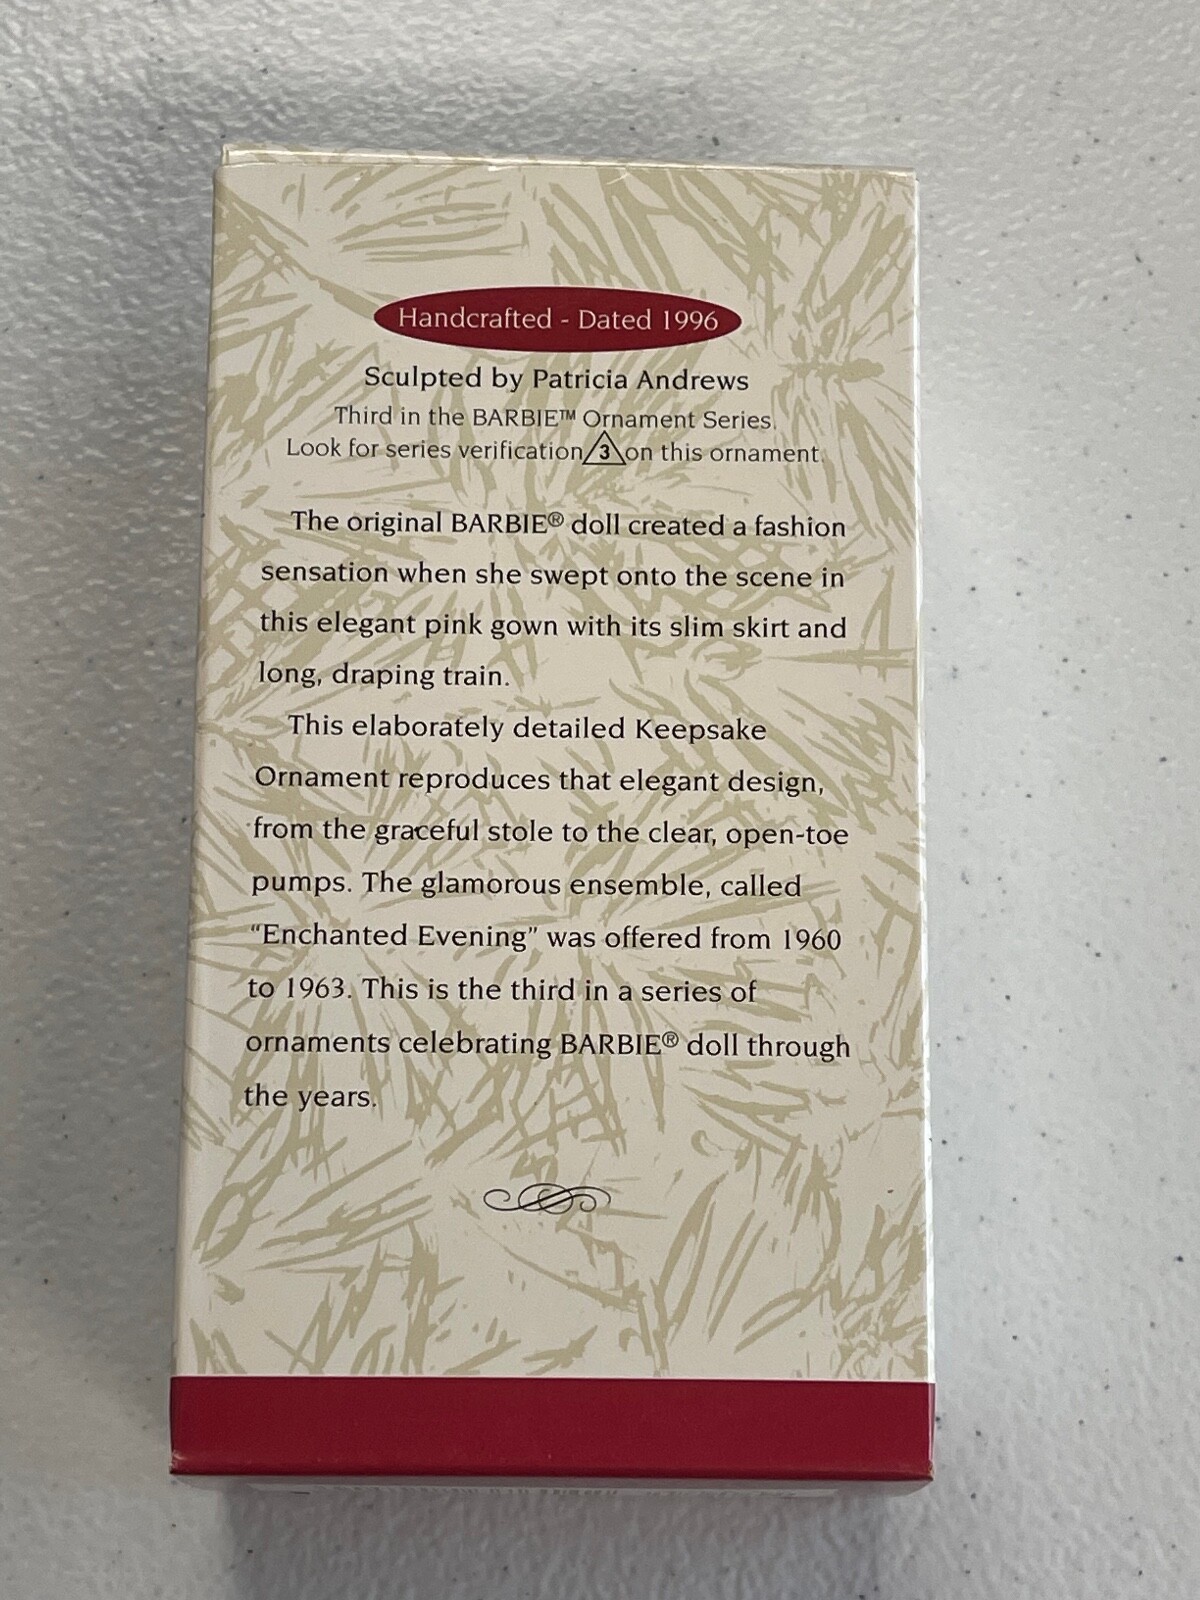 Handcrafted - Dated 1996
Sculpted by Patricia Andrews
Third in the BARBIE™ Ornament Series.
Look for series verification 3 on this ornament.
The original BARBIE® doll created a fashion
sensation when she swept onto the scene in
this elegant pink gown with its slim skirt and
long, draping train.
This elaborately detailed Keepsake
Ornament reproduces that elegant design,
from the graceful stole to the clear, open-toe
pumps. The glamorous ensemble, called
“Enchanted Evening” was offered from 1960
to 1963. This is the third in a series of
ornaments celebrating BARBIE® doll through
the years.